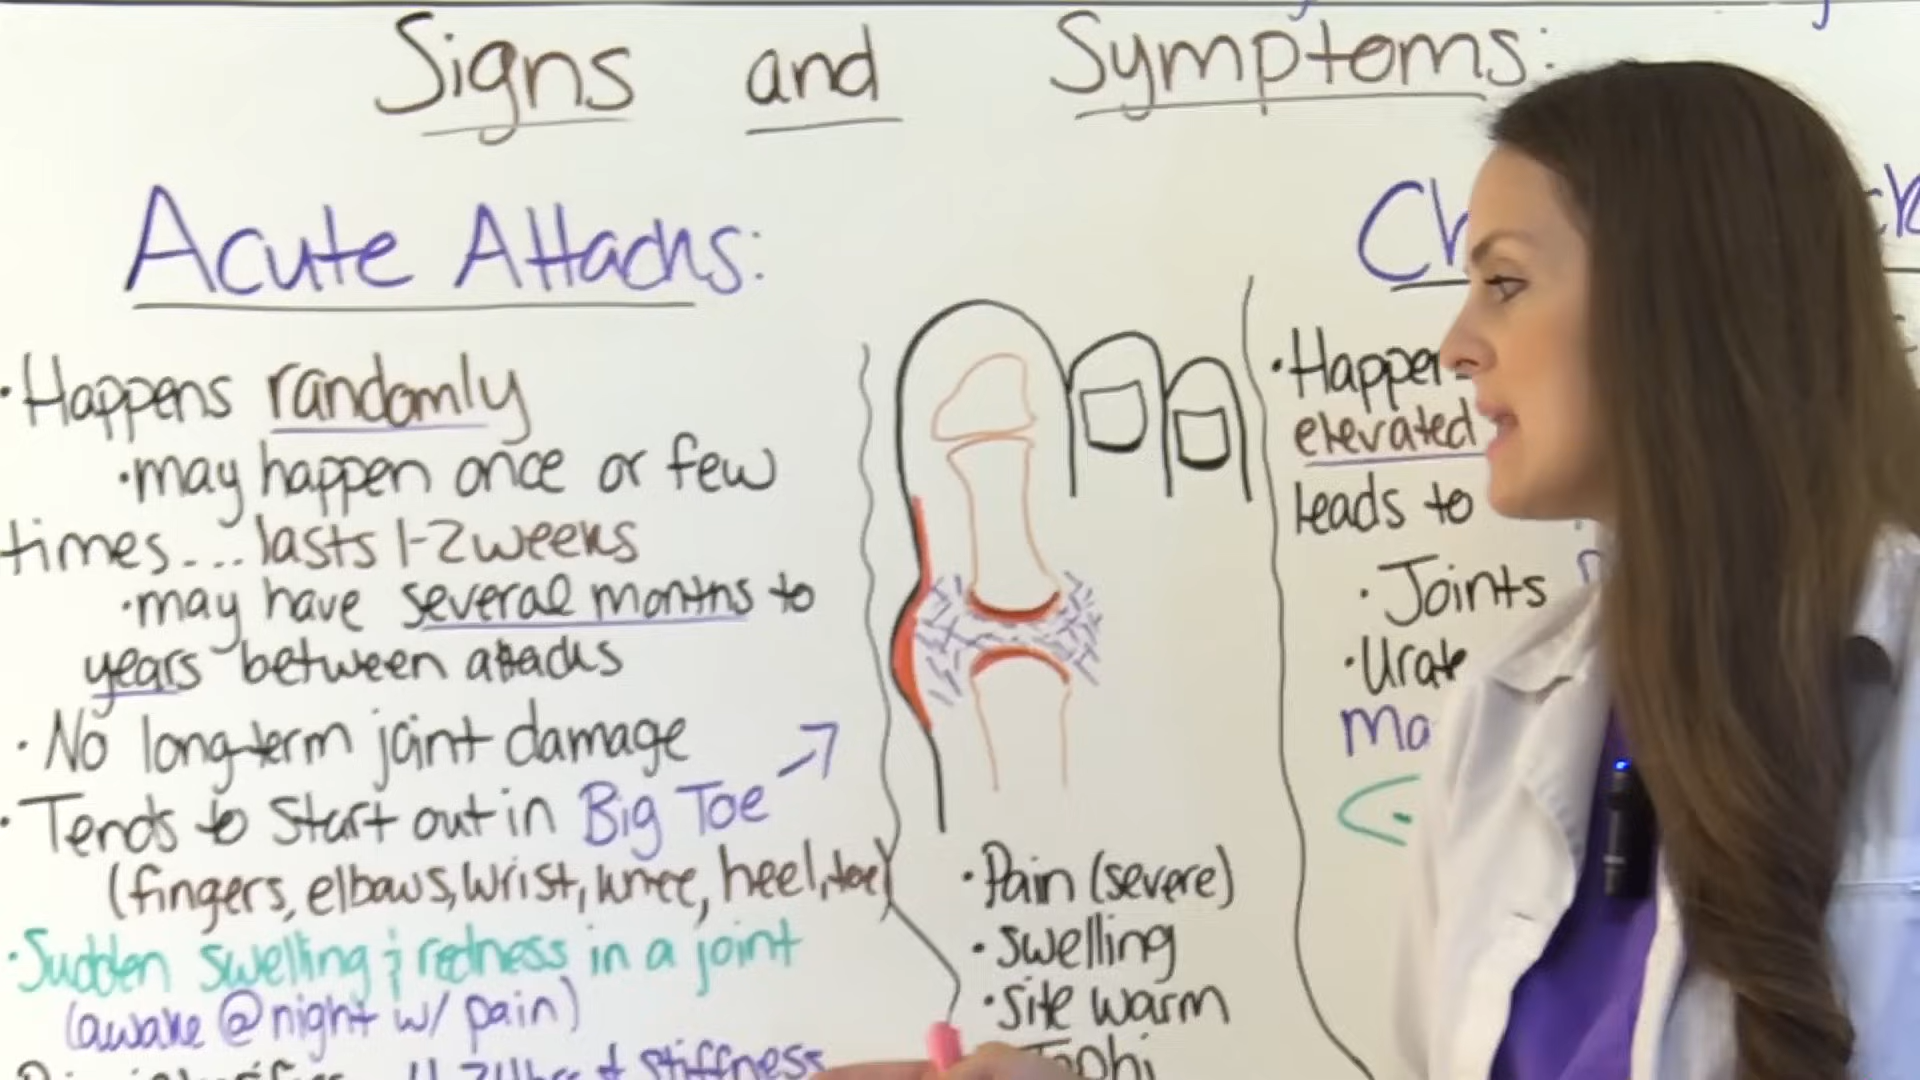 Signs and Symptoms:
Acute Attacks:
·Happens randomly
·may happen once or few
times... lasts 1-2 weeks
·may have several months to
years between attacks
·No long-term joint damage
·Tends to start out in Big Toe
(fingers, elbows, wrist, knee, heel, toe)
·Sudden swelling & redness in a joint
(awake @ night w/ pain)
stiffness
·Pain (severe)
·swelling
·site warm
Tophi
Ch
·Happen
elevated
leads to
·Joints
·Urate